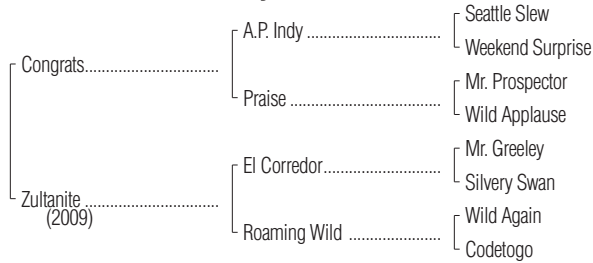 Seattle Slew
A.P. Indy ..............................
Weekend Surprise
Congrats..............................
Mr. Prospector
Praise ..................................
Wild Applause
Mr. Greeley
El Corredor..........................
Silvery Swan
Zultanite ..............................
(2009)
Wild Again
Roaming Wild ....................
Codetogo